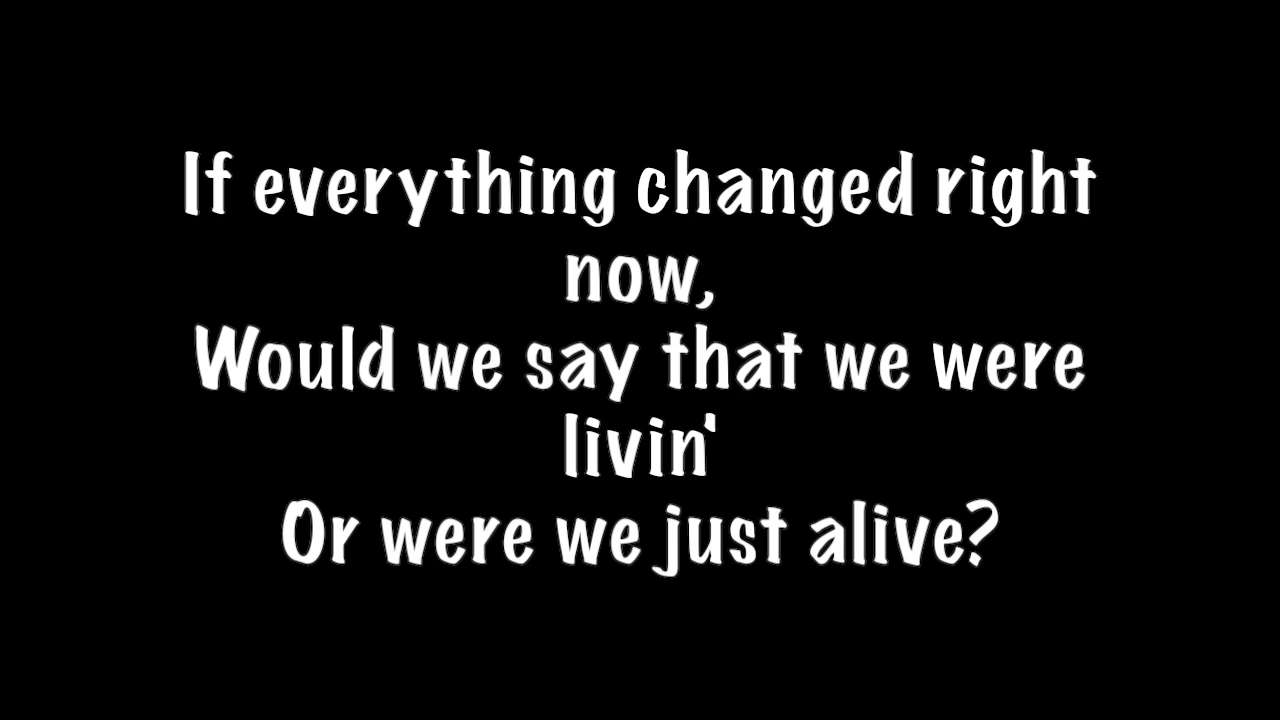 If everything changed right
now,
Would we say that we were
livin'
Or were we just alive?